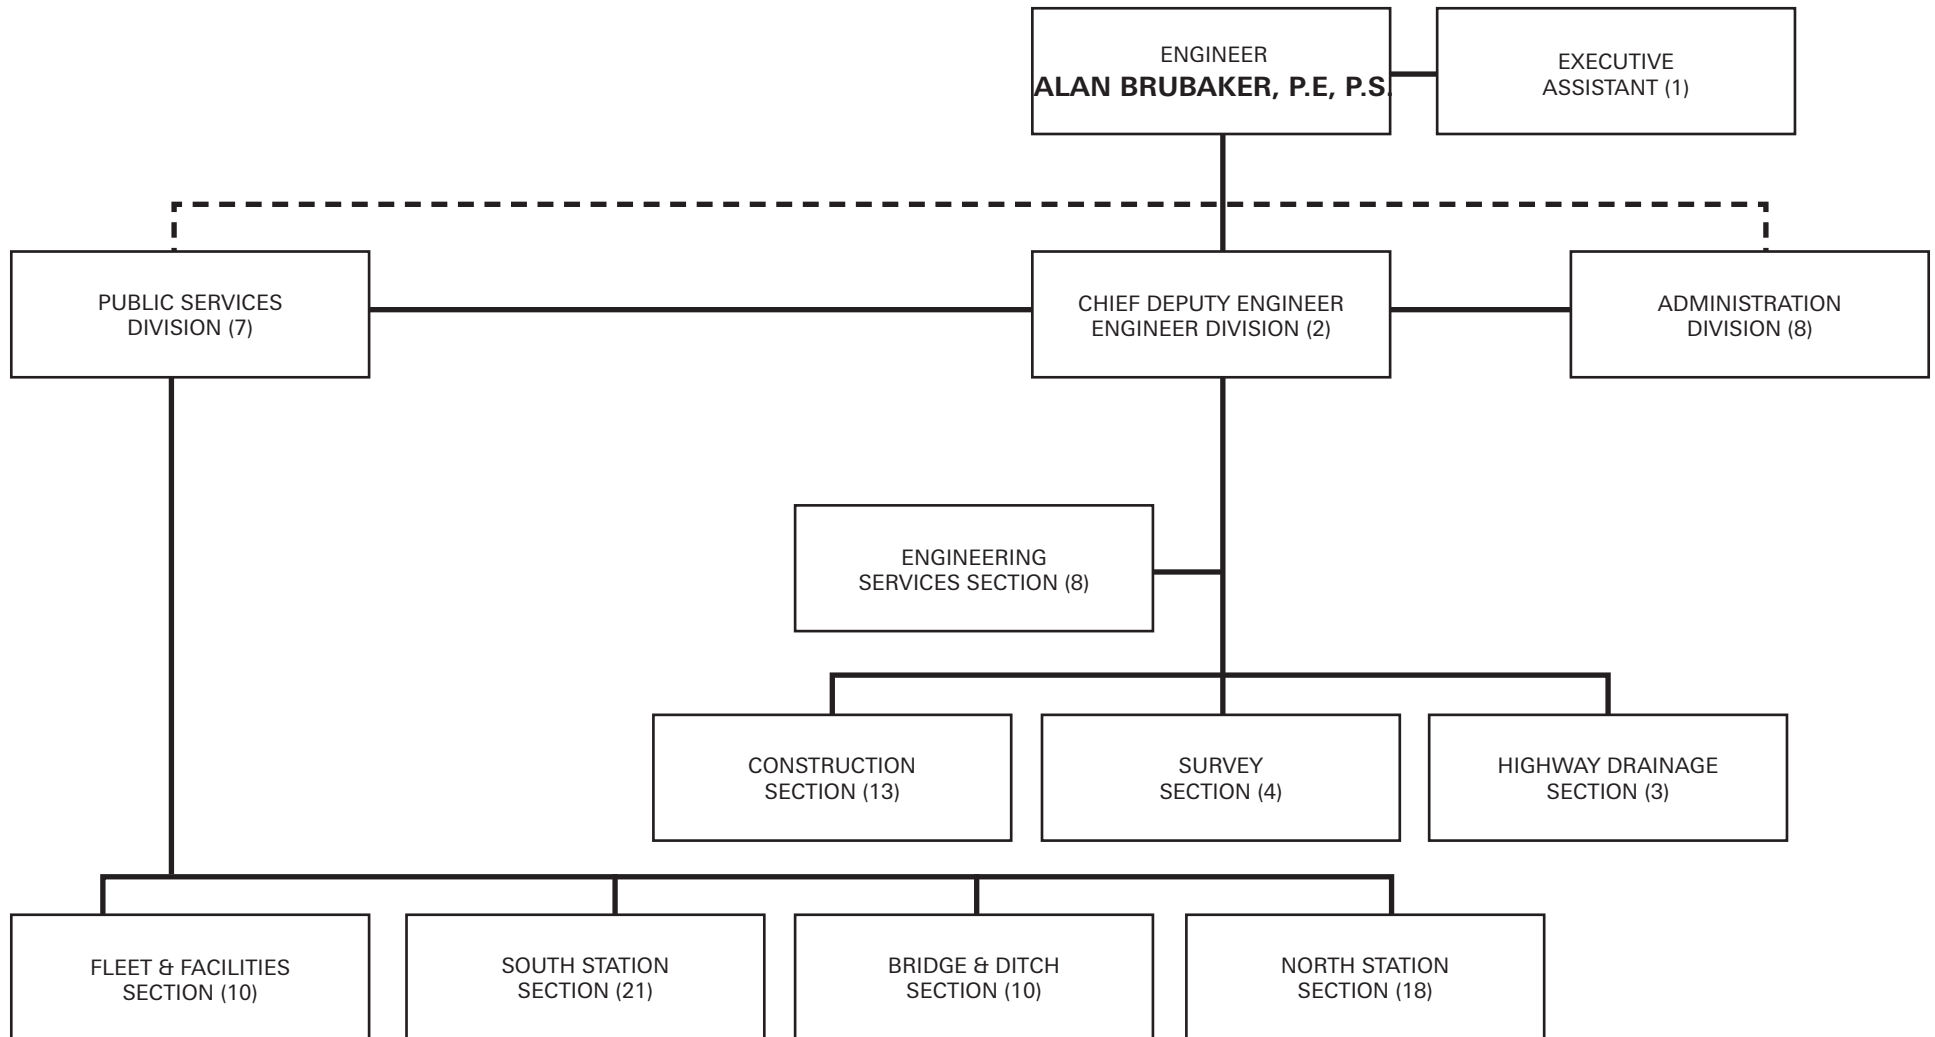 ENGINEER
ALAN BRUBAKER, P.E, P.S.
EXECUTIVE
ASSISTANT (1)
PUBLIC SERVICES
DIVISION (7)
CHIEF DEPUTY ENGINEER
ENGINEER DIVISION (2)
ADMINISTRATION
DIVISION (8)
ENGINEERING
SERVICES SECTION (8)
CONSTRUCTION
SECTION (13)
SURVEY
SECTION (4)
HIGHWAY DRAINAGE
SECTION (3)
FLEET & FACILITIES
SECTION (10)
SOUTH STATION
SECTION (21)
BRIDGE & DITCH
SECTION (10)
NORTH STATION
SECTION (18)